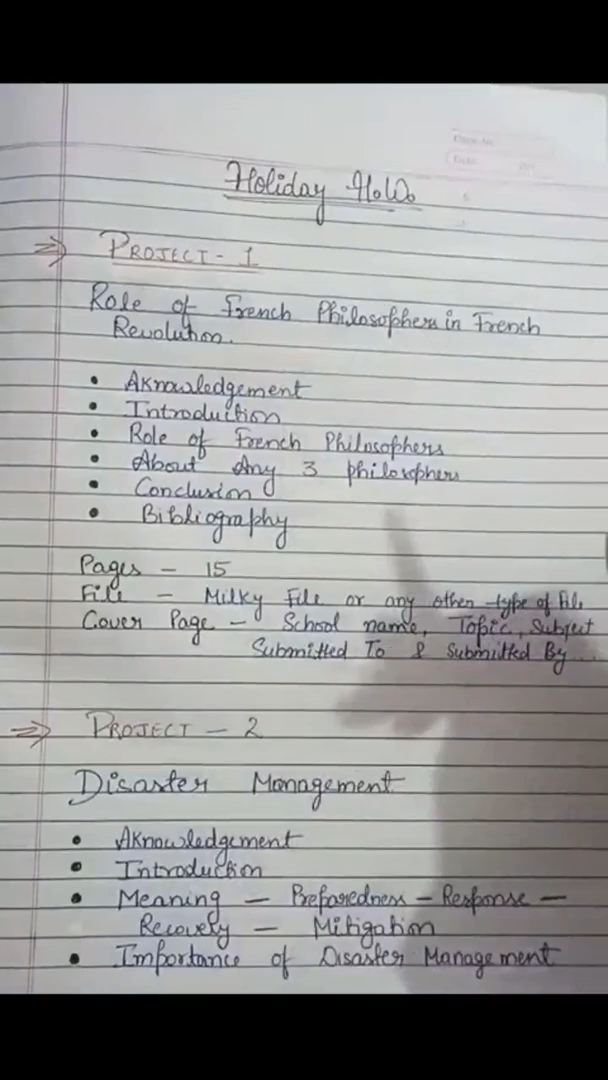 Holiday H.W.
⇒ PROJECT - 1
Role of French Philosophers in French
Revolution.
• Aknowledgement
• Introduction
• Role of French Philosophers
• About Any 3 philosophers
• Conclusion
• Bibliography
Pages - 15
File - Milky File or any other type of File
Cover Page - School name, Topic, Subject
Submitted To & Submitted By...
⇒ PROJECT - 2
Disaster Management
• Aknowledgement
• Introduction
• Meaning - Preparedness - Response -
Recovery - Mitigation
• Importance of Disaster Management